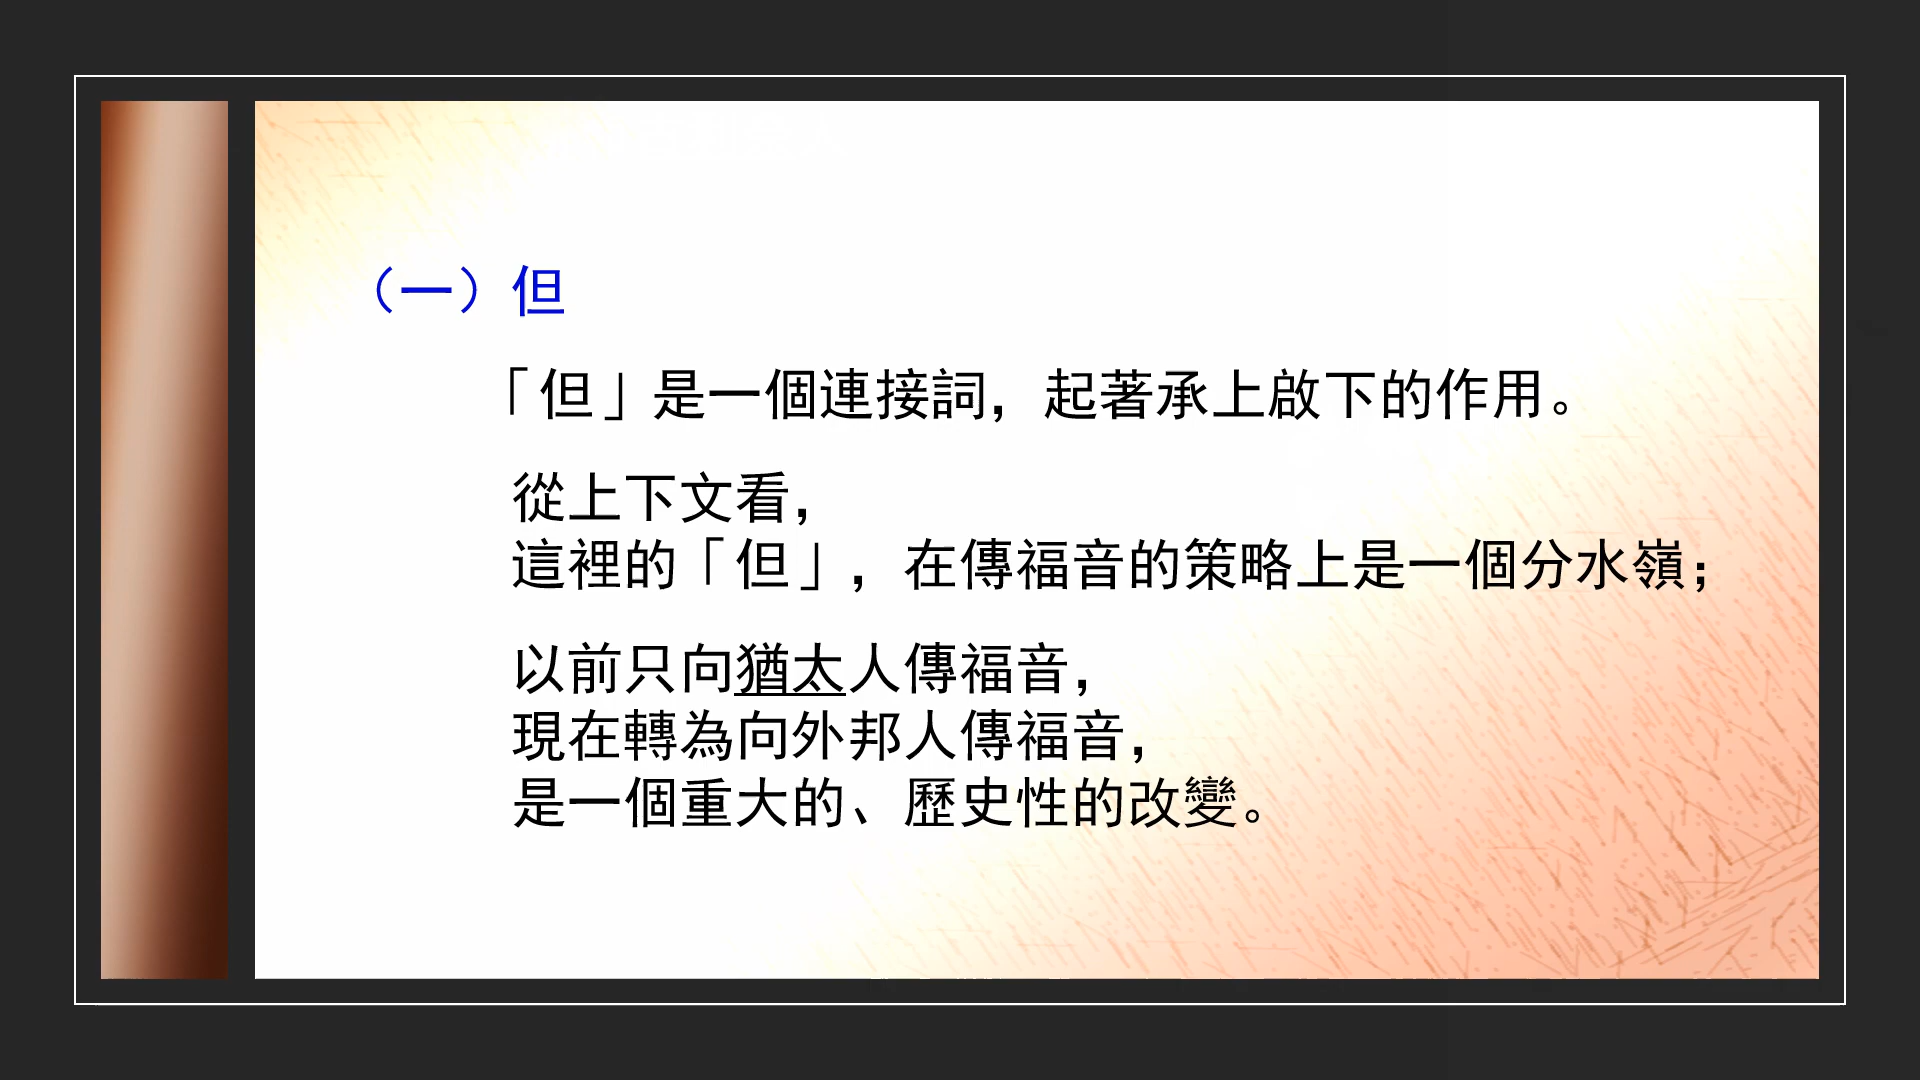 （一）但
「但」是一個連接詞，起著承上啟下的作用。
從上下文看，
這裡的「但」，在傳福音的策略上是一個分水嶺；
以前只向猶太人傳福音，
現在轉為向外邦人傳福音，
是一個重大的、歷史性的改變。